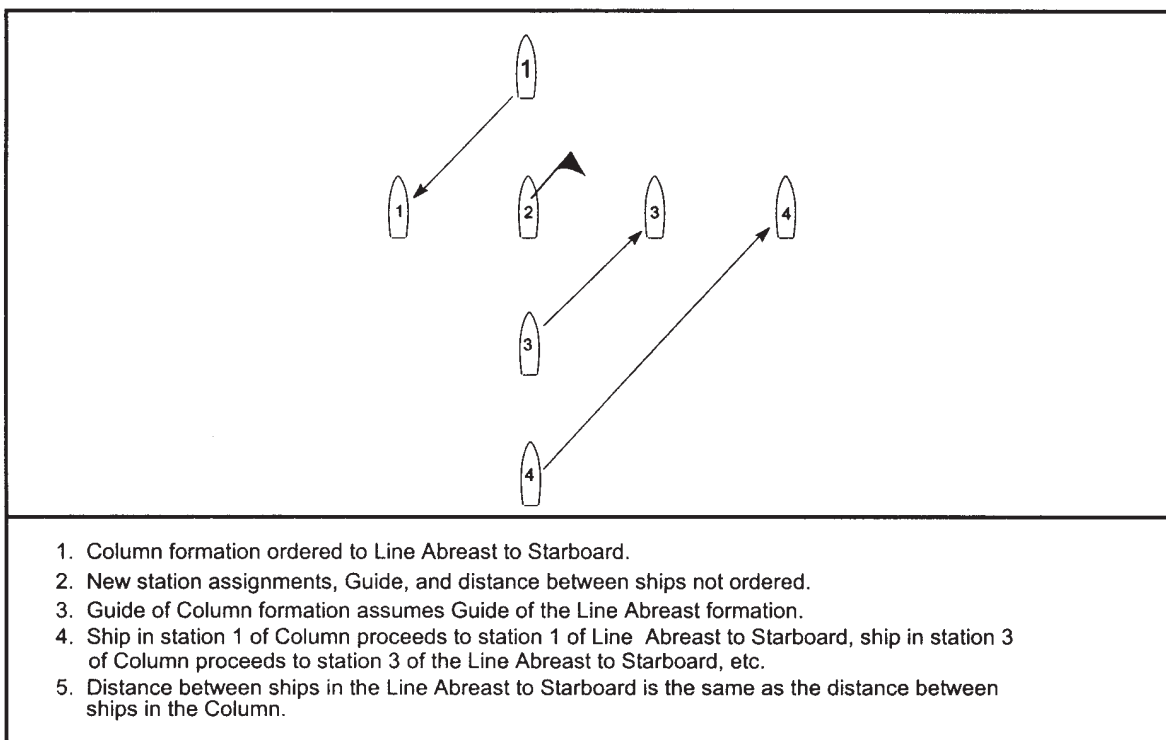 1
1 2 3 4
3
4
1. Column formation ordered to Line Abreast to Starboard.
2. New station assignments, Guide, and distance between ships not ordered.
3. Guide of Column formation assumes Guide of the Line Abreast formation.
4. Ship in station 1 of Column proceeds to station 1 of Line Abreast to Starboard, ship in station 3
of Column proceeds to station 3 of the Line Abreast to Starboard, etc.
5. Distance between ships in the Line Abreast to Starboard is the same as the distance between
ships in the Column.